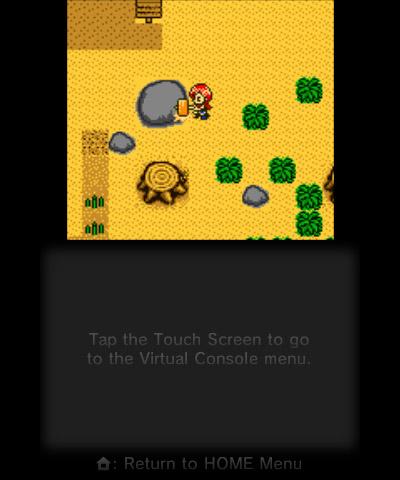 Tap the Touch Screen to go
to the Virtual Console menu.
: Return to HOME Menu